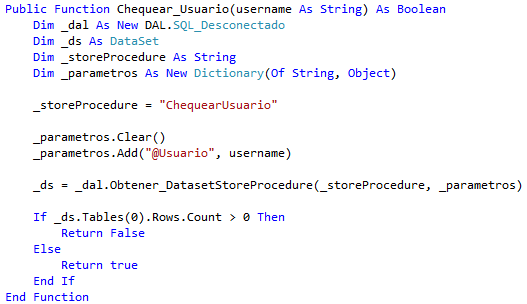 Public Function Chequear_Usuario(username As String) As Boolean
    Dim _dal As New DAL.SQL_Desconectado
    Dim _ds As DataSet
    Dim _storeProcedure As String
    Dim _parametros As New Dictionary(Of String, Object)
    _storeProcedure = "ChequearUsuario"
    _parametros.Clear()
    _parametros.Add("@Usuario", username)
    _ds = _dal.Obtener_DatasetStoreProcedure(_storeProcedure, _parametros)
    If _ds.Tables(0).Rows.Count > 0 Then
        Return False
    Else
        Return true
    End If
End Function